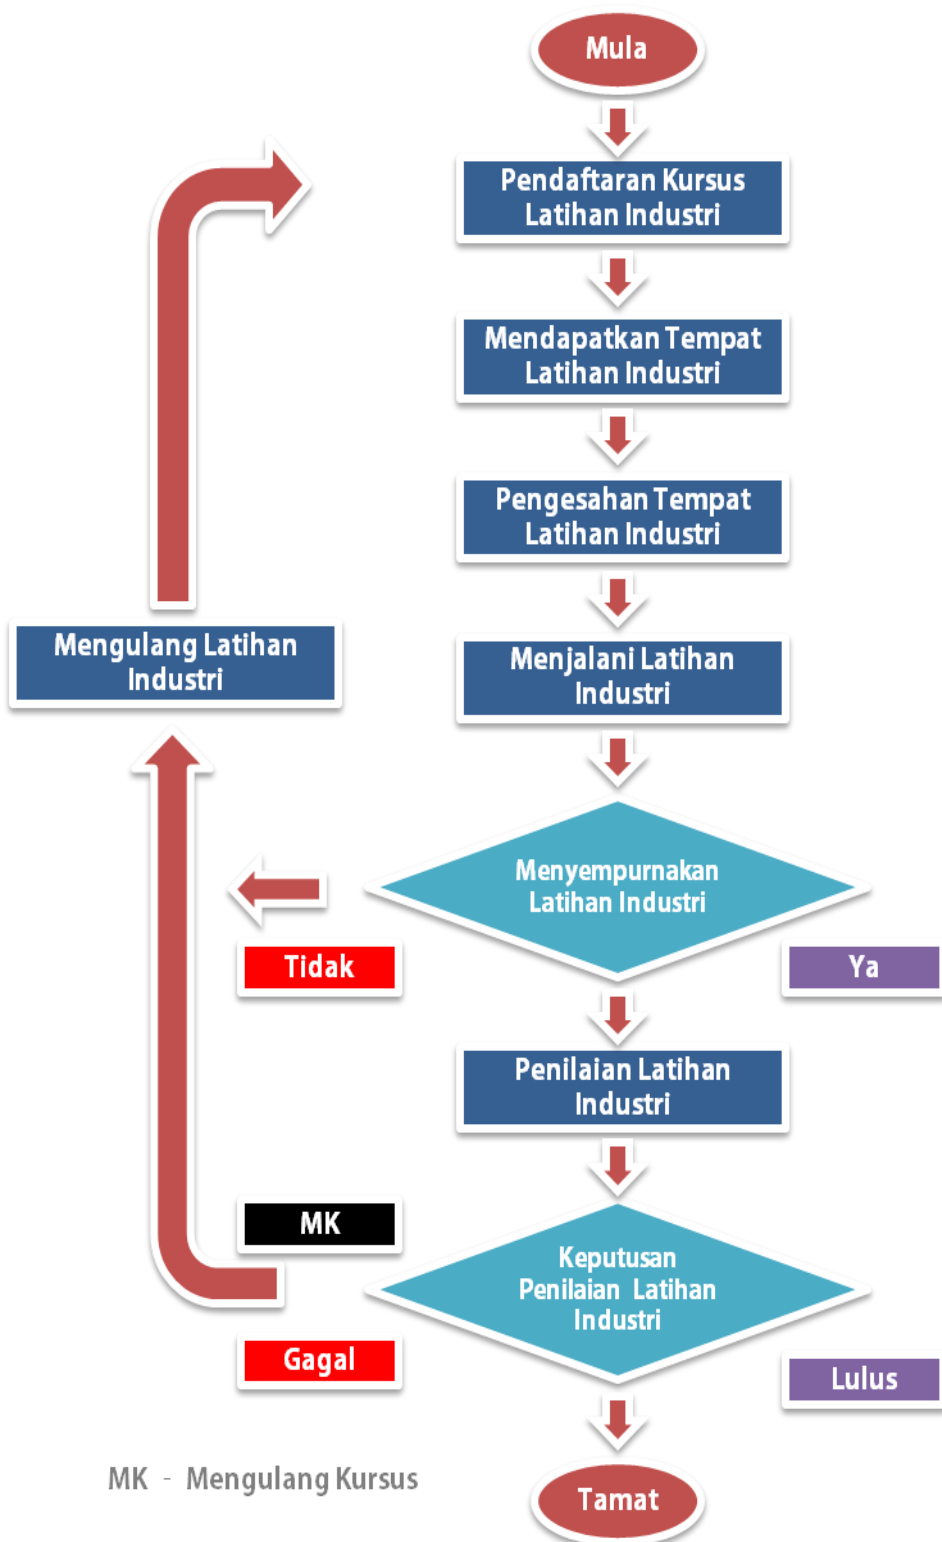 Mula
Pendaftaran Kursus
Latihan Industri
Mendapatkan Tempat
Latihan Industri
Pengesahan Tempat
Latihan Industri
Mengulang Latihan
Industri
Menjalani Latihan
Industri
Menyempurnakan
Latihan Industri
Tidak
Ya
Penilaian Latihan
Industri
MK
Keputusan
Penilaian Latihan
Industri
Gagal
Lulus
MK - Mengulang Kursus
Tamat